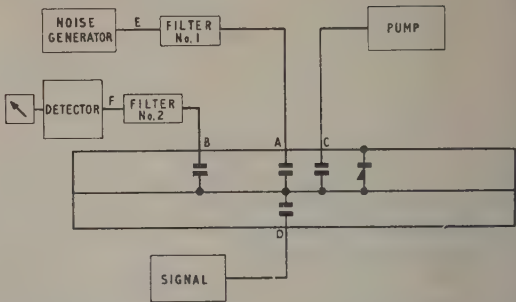 NOISE
GENERATOR
E
FILTER
No. 1
PUMP
DETECTOR
F
FILTER
No. 2
B
A
C
D
SIGNAL